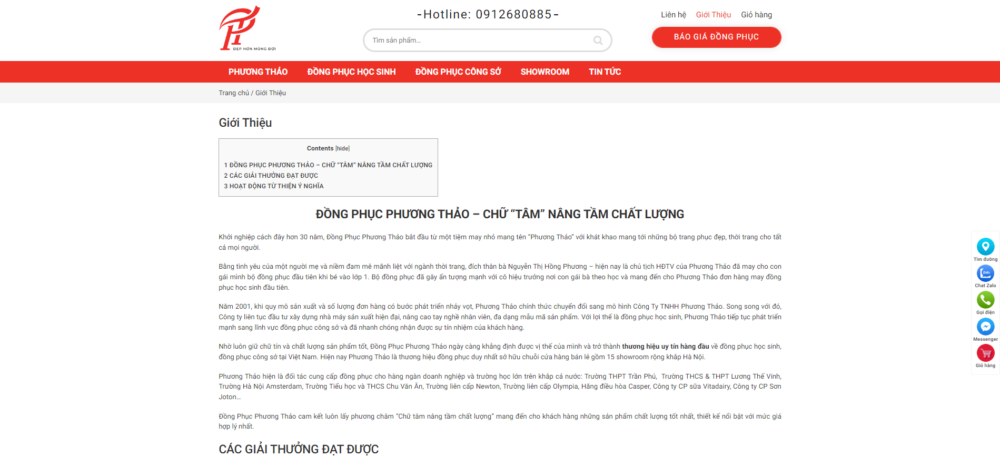 ĐẸP HƠN MONG ĐỢI
-Hotline: 0912680885-
Tìm sản phẩm...
Liên hệ Giới Thiệu Giỏ hàng
BÁO GIÁ ĐỒNG PHỤC
PHƯƠNG THẢO ĐỒNG PHỤC HỌC SINH ĐỒNG PHỤC CÔNG SỞ SHOWROOM TIN TỨC
Trang chủ / Giới Thiệu
Giới Thiệu
Contents [hide]
1 ĐỒNG PHỤC PHƯƠNG THẢO – CHỮ “TÂM” NÂNG TẦM CHẤT LƯỢNG
2 CÁC GIẢI THƯỞNG ĐẠT ĐƯỢC
3 HOẠT ĐỘNG TỪ THIỆN Ý NGHĨA
ĐỒNG PHỤC PHƯƠNG THẢO – CHỮ “TÂM” NÂNG TẦM CHẤT LƯỢNG
Khởi nghiệp cách đây hơn 30 năm, Đồng Phục Phương Thảo bắt đầu từ một tiệm may nhỏ mang tên “Phương Thảo” với khát khao mang tới những bộ trang phục đẹp, thời trang cho tất
cả mọi người.
Bằng tình yêu của một người mẹ và niềm đam mê mãnh liệt với ngành thời trang, đích thân bà Nguyễn Thị Hồng Phương – hiện nay là chủ tịch HĐTV của Phương Thảo đã may cho con
gái mình bộ đồng phục đầu tiên khi bé vào lớp 1. Bộ đồng phục đã gây ấn tượng mạnh với cô hiệu trưởng nơi con gái bà theo học và mang đến cho Phương Thảo đơn hàng may đồng
phục học sinh đầu tiên.
Năm 2001, khi quy mô sản xuất và số lượng đơn hàng có bước phát triển nhảy vọt, Phương Thảo chính thức chuyển đổi sang mô hình Công Ty TNHH Phương Thảo. Song song với đó,
Công ty liên tục đầu tư xây dựng nhà máy sản xuất hiện đại, nâng cao tay nghề nhân viên, đa dạng mẫu mã sản phẩm. Với lợi thế là đồng phục học sinh, Phương Thảo tiếp tục phát triển
mạnh sang lĩnh vực đồng phục công sở và đã nhanh chóng nhận được sự tín nhiệm của khách hàng.
Nhờ luôn giữ chữ tín và chất lượng sản phẩm tốt, Đồng Phục Phương Thảo ngày càng khẳng định được vị thế của mình và trở thành thương hiệu uy tín hàng đầu về đồng phục học sinh,
đồng phục công sở tại Việt Nam. Hiện nay Phương Thảo là thương hiệu đồng phục duy nhất sở hữu chuỗi cửa hàng bán lẻ gồm 15 showroom rộng khắp Hà Nội.
Phương Thảo hiện là đối tác cung cấp đồng phục cho hàng ngàn doanh nghiệp và trường học lớn trên khắp cả nước: Trường THPT Trần Phú, Trường THCS & THPT Lương Thế Vinh,
Trường Hà Nội Amsterdam, Trường Tiểu học và THCS Chu Văn Ăn, Trường liên cấp Newton, Trường liên cấp Olympia, Hãng điều hòa Casper, Công ty CP sữa Vitadairy, Công ty CP Sơn
Joton…
Đồng Phục Phương Thảo cam kết luôn lấy phương châm “Chữ tâm nâng tầm chất lượng” mang đến cho khách hàng những sản phẩm chất lượng tốt nhất, thiết kế nổi bật với mức giá
hợp lý nhất.
CÁC GIẢI THƯỞNG ĐẠT ĐƯỢC
Tìm đường
Zalo
Chat Zalo
Gọi điện
Messenger
Giỏ hàng